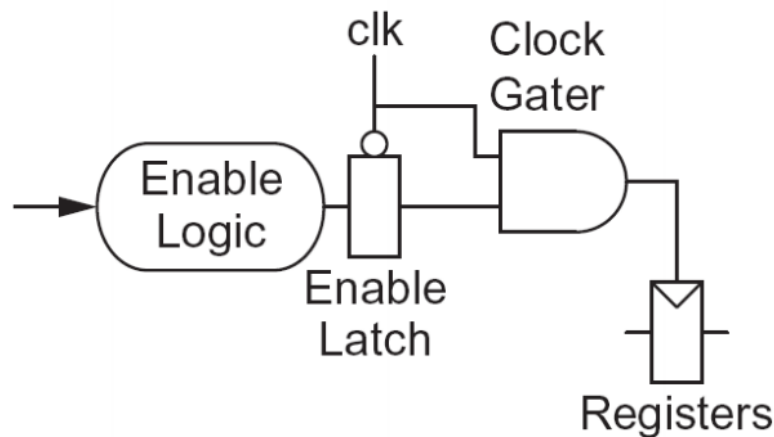 clk
Clock
Gater
Enable
Logic
Enable
Latch
Registers